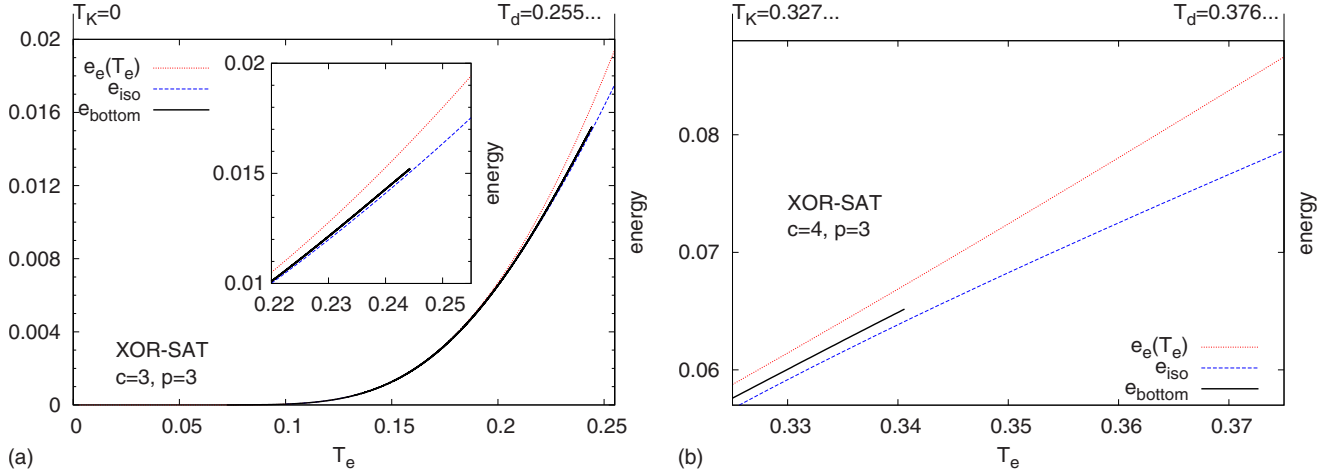 T_K=0
T_d=0.255...
0.02
0.016
0.012
0.008
0.004
0
e_e(T_e)
e_iso
e_bottom
0.02
0.015
0.01
0.22
0.23
0.24
0.25
energy
XOR-SAT
c=3, p=3
0
0.05
0.1
0.15
0.2
0.25
T_e
energy
(a)
T_K=0.327...
T_d=0.376...
0.08
0.07
0.06
XOR-SAT
c=4, p=3
e_e(T_e)
e_iso
e_bottom
0.33
0.34
0.35
0.36
0.37
T_e
energy
(b)